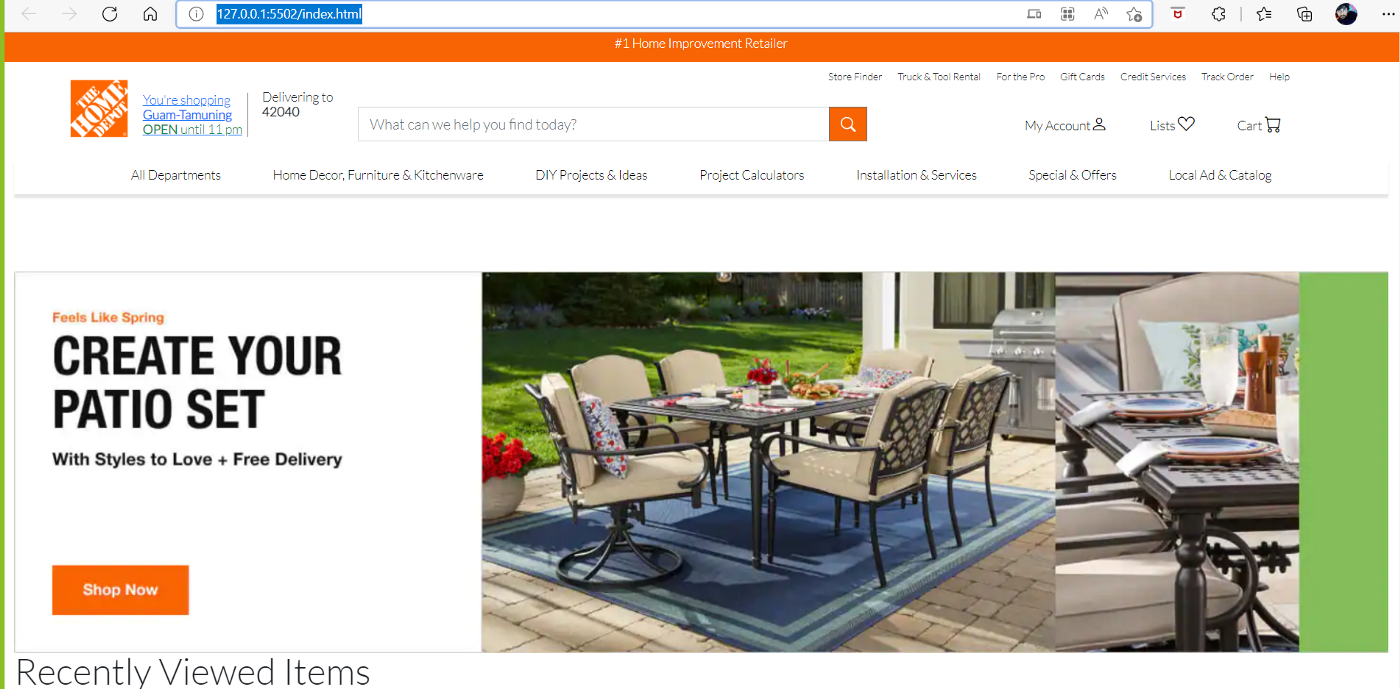 127.0.0.1:5502/index.html
#1 Home Improvement Retailer
Store Finder Truck & Tool Rental For the Pro Gift Cards Credit Services Track Order Help
THE
HOME
DEPOT
You're shopping
Guam-Tamuning
OPEN until 11 pm
Delivering to
42040
What can we help you find today?
My Account Lists Cart
All Departments Home Decor, Furniture & Kitchenware DIY Projects & Ideas Project Calculators Installation & Services Special & Offers Local Ad & Catalog
Feels Like Spring
CREATE YOUR
PATIO SET
With Styles to Love + Free Delivery
Shop Now
Recently Viewed Items